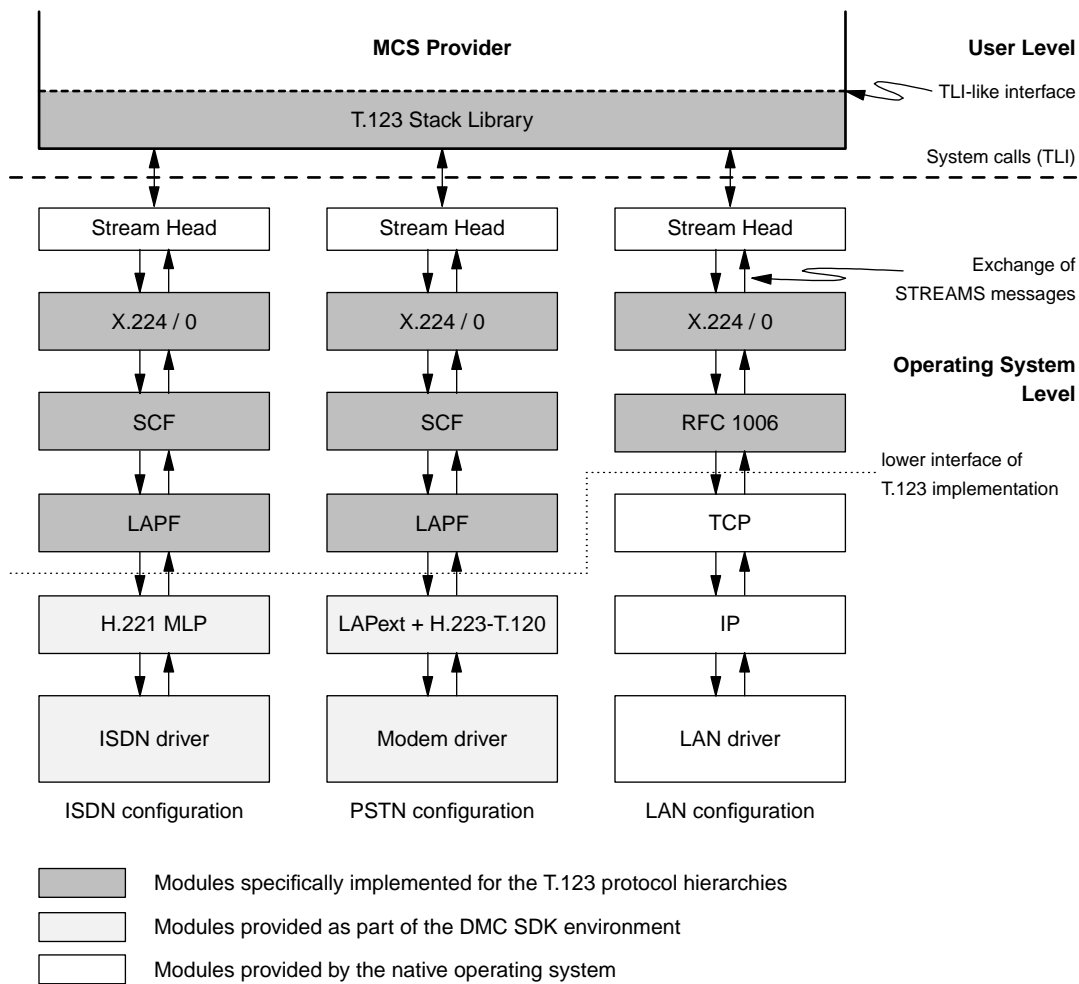 MCS Provider
User Level
TLI-like interface
T.123 Stack Library
System calls (TLI)
Stream Head
Stream Head
Stream Head
Exchange of
STREAMS messages
X.224 / 0
X.224 / 0
X.224 / 0
Operating System
Level
SCF
SCF
RFC 1006
lower interface of
T.123 implementation
LAPF
LAPF
TCP
H.221 MLP
LAPext + H.223-T.120
IP
ISDN driver
Modem driver
LAN driver
ISDN configuration
PSTN configuration
LAN configuration
Modules specifically implemented for the T.123 protocol hierarchies
Modules provided as part of the DMC SDK environment
Modules provided by the native operating system